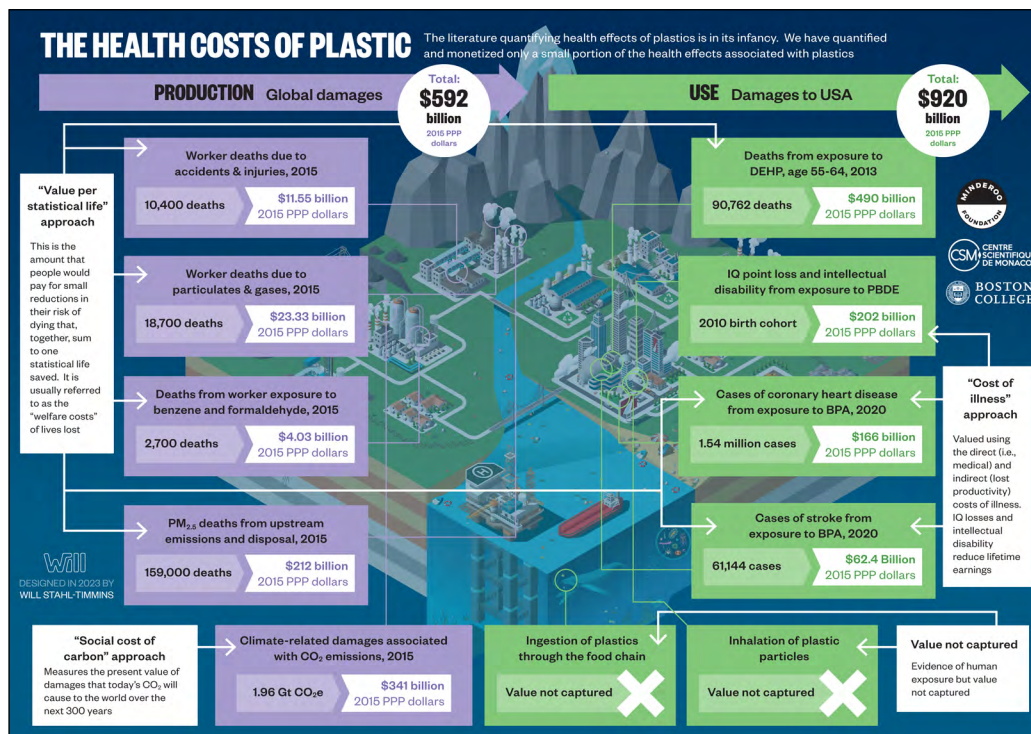 THE HEALTH COSTS OF PLASTIC
The literature quantifying health effects of plastics is in its infancy. We have quantified
and monetized only a small portion of the health effects associated with plastics
PRODUCTION Global damages
Total:
$592
billion
2015 PPP
dollars
USE Damages to USA
Total:
$920
billion
2015 PPP
dollars
"Value per
statistical life"
approach
This is the
amount that
people would
pay for small
reductions in
their risk of
dying that,
together, sum
to one
statistical life
saved. It is
usually referred
to as the
"welfare costs"
of lives lost
Worker deaths due to
accidents & injuries, 2015
10,400 deaths
$11.55 billion
2015 PPP dollars
Worker deaths due to
particulates & gases, 2015
18,700 deaths
$23.33 billion
2015 PPP dollars
Deaths from worker exposure to
benzene and formaldehyde, 2015
2,700 deaths
$4.03 billion
2015 PPP dollars
PM2.5 deaths from upstream
emissions and disposal, 2015
159,000 deaths
$212 billion
2015 PPP dollars
Deaths from exposure to
DEHP, age 55-64, 2013
90,762 deaths
$490 billion
2015 PPP dollars
IQ point loss and intellectual
disability from exposure to PBDE
2010 birth cohort
$202 billion
2015 PPP dollars
Cases of coronary heart disease
from exposure to BPA, 2020
1.54 million cases
$166 billion
2015 PPP dollars
Cases of stroke from
exposure to BPA, 2020
61,144 cases
$62.4 Billion
2015 PPP dollars
MINDEROO
FOUNDATION
CSM
CENTRE
SCIENTIFIQUE
DE MONACO
BOSTON
COLLEGE
"Cost of
illness"
approach
Valued using
the direct (i.e.,
medical) and
indirect (lost
productivity)
costs of illness.
IQ losses and
intellectual
disability
reduce lifetime
earnings
Will
DESIGNED IN 2023 BY
WILL STAHL-TIMMINS
"Social cost of
carbon" approach
Measures the present value of
damages that today's CO2 will
cause to the world over the
next 300 years
Climate-related damages associated
with CO2 emissions, 2015
1.96 Gt CO2e
$341 billion
2015 PPP dollars
Ingestion of plastics
through the food chain
Value not captured
Inhalation of plastic
particles
Value not captured
Value not captured
Evidence of human
exposure but value
not captured
H